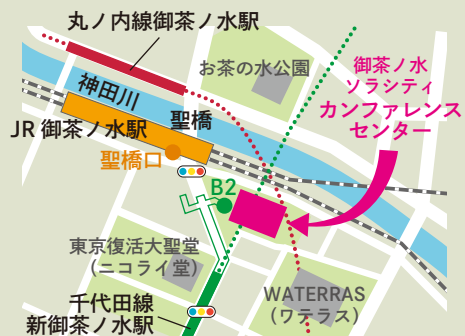 丸ノ内線御茶ノ水駅
お茶の水公園
御茶ノ水
ソラシティ
カンファレンス
センター
神田川
JR 御茶ノ水駅
聖橋
聖橋口
B2
東京復活大聖堂
（ニコライ堂）
千代田線
新御茶ノ水駅
WATERRAS
（ワテラス）